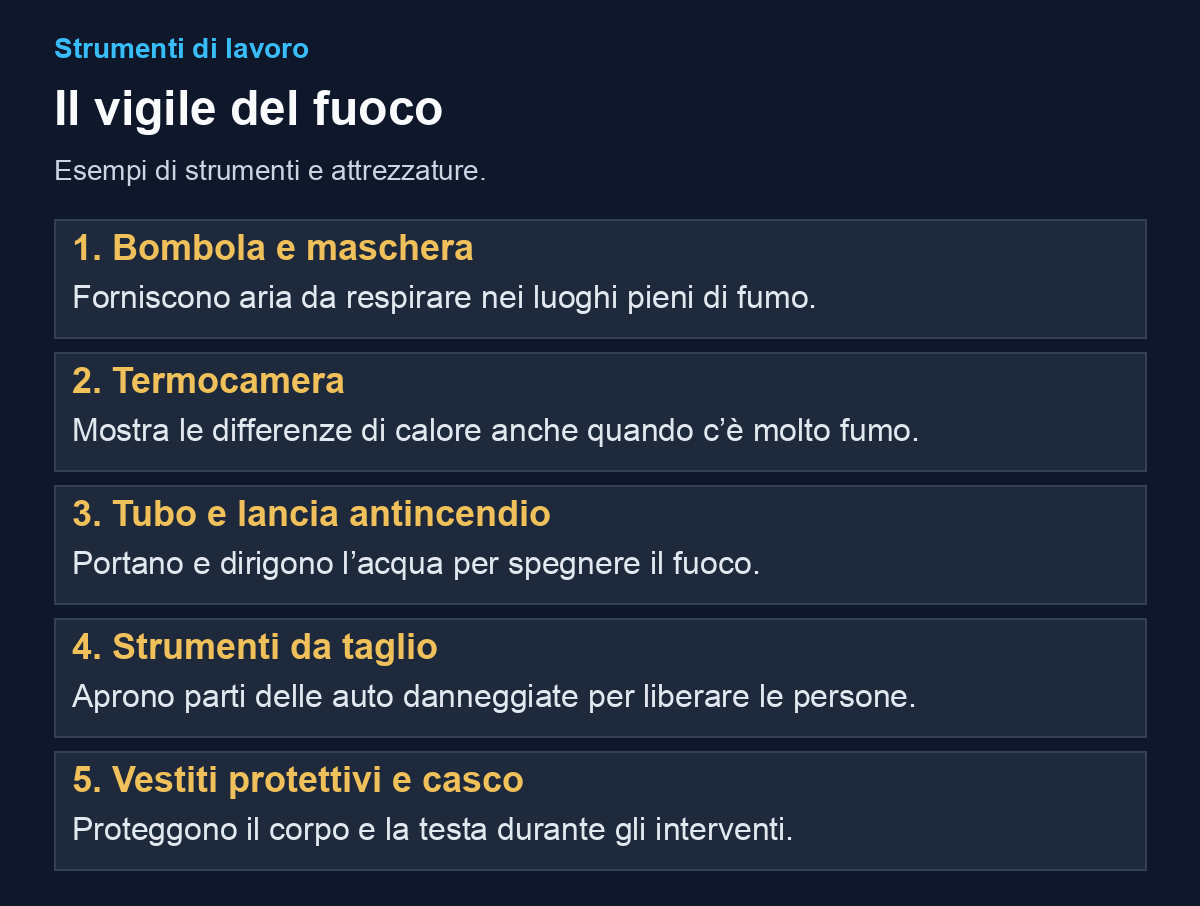 Strumenti di lavoro
Il vigile del fuoco
Esempi di strumenti e attrezzature.
1. Bombola e maschera
Forniscono aria da respirare nei luoghi pieni di fumo.
2. Termocamera
Mostra le differenze di calore anche quando c’è molto fumo.
3. Tubo e lancia antincendio
Portano e dirigono l’acqua per spegnere il fuoco.
4. Strumenti da taglio
Aprono parti delle auto danneggiate per liberare le persone.
5. Vestiti protettivi e casco
Proteggono il corpo e la testa durante gli interventi.